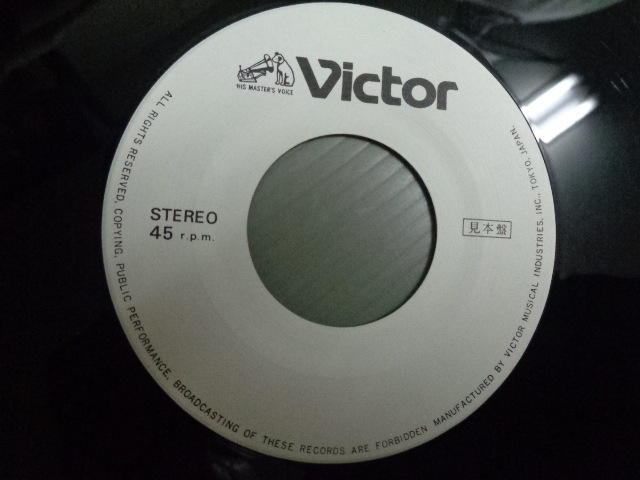 HIS MASTER'S VOICE
Victor
STEREO
45 r.p.m.
見本盤
ALL RIGHTS RESERVED. COPYING, PUBLIC PERFORMANCE, BROADCASTING OF THESE RECORDS ARE FORBIDDEN. MANUFACTURED BY VICTOR MUSICAL INDUSTRIES, INC., TOKYO, JAPAN.